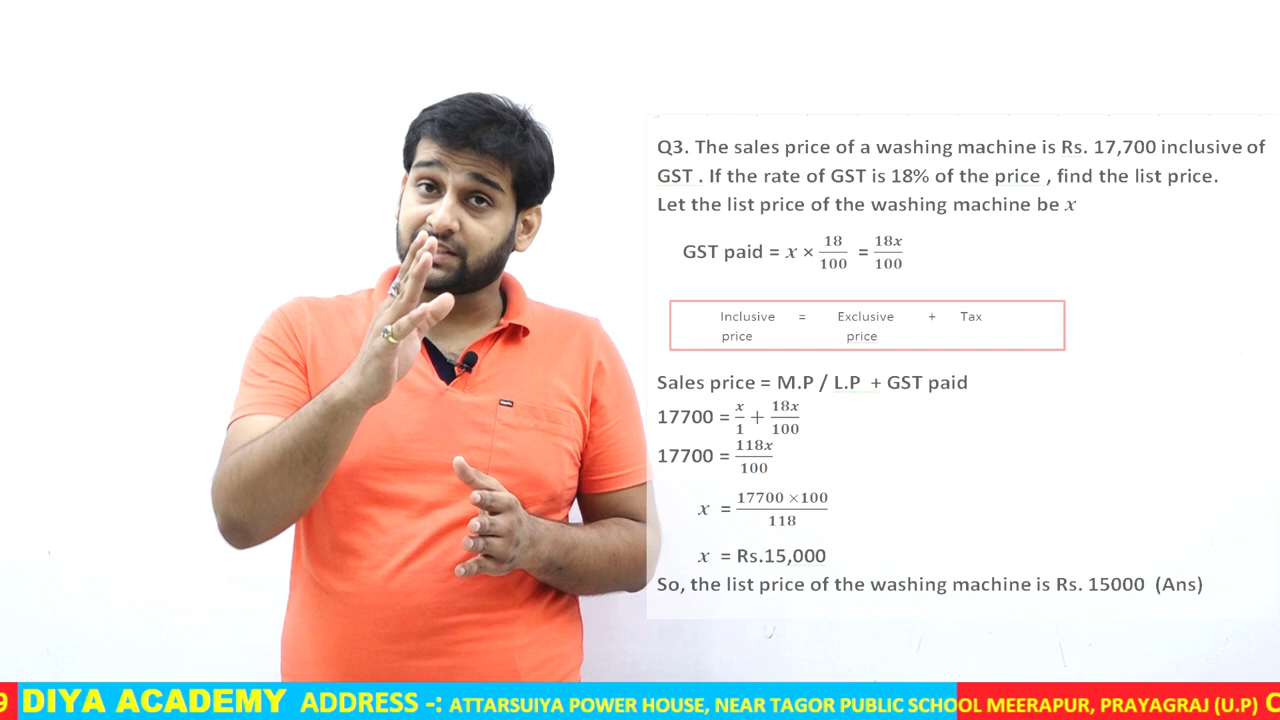 Q3. The sales price of a washing machine is Rs. 17,700 inclusive of
GST . If the rate of GST is 18% of the price , find the list price.
Let the list price of the washing machine be x
GST paid = x × 18/100 = 18x/100
Inclusive price = Exclusive price + Tax
Sales price = M.P / L.P + GST paid
17700 = x/1 + 18x/100
17700 = 118x/100
x = 17700 ×100/118
x = Rs.15,000
So, the list price of the washing machine is Rs. 15000 (Ans)
9 DIYA ACADEMY ADDRESS -: ATTARSUIYA POWER HOUSE, NEAR TAGOR PUBLIC SCHOOL MEERAPUR, PRAYAGRAJ (U.P) C